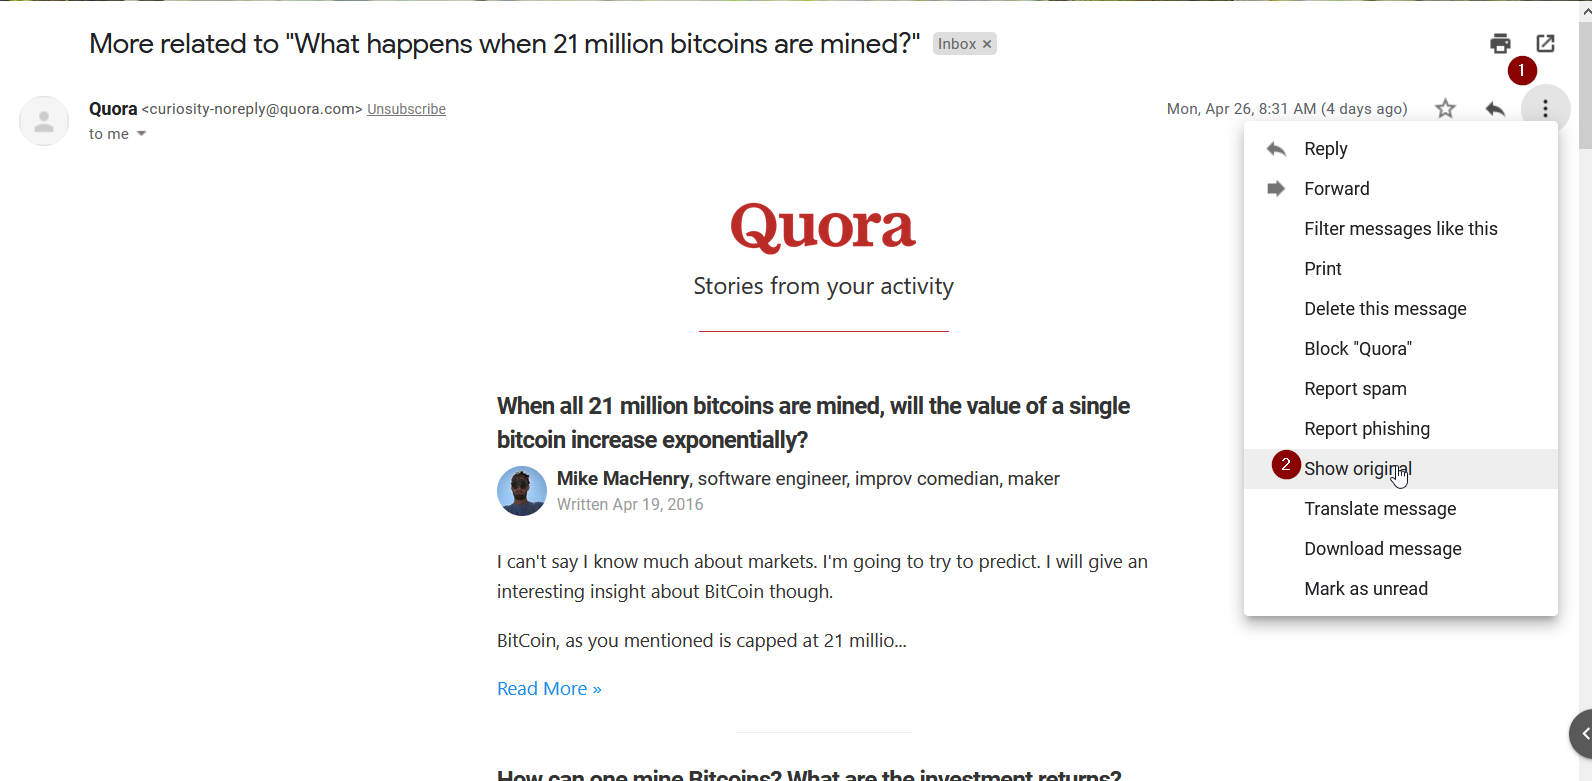 More related to "What happens when 21 million bitcoins are mined?" Inbox ×
1
Quora <curiosity-noreply@quora.com> Unsubscribe
Mon, Apr 26, 8:31 AM (4 days ago)
to me
Reply
Forward
Filter messages like this
Print
Delete this message
Block "Quora"
Report spam
Report phishing
2 Show original
Translate message
Download message
Mark as unread
Quora
Stories from your activity
When all 21 million bitcoins are mined, will the value of a single
bitcoin increase exponentially?
Mike MacHenry, software engineer, improv comedian, maker
Written Apr 19, 2016
I can't say I know much about markets. I'm going to try to predict. I will give an
interesting insight about BitCoin though.
BitCoin, as you mentioned is capped at 21 millio...
Read More »
How can one mine Bitcoins? What are the investment returns?